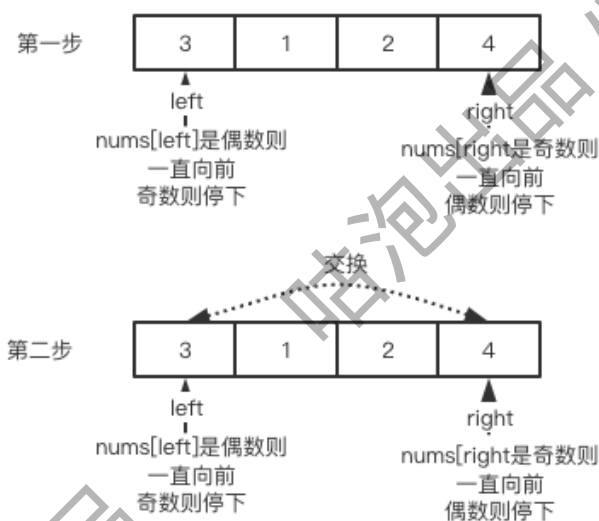 第一步
3 1 2 4
left
right
nums[left]是偶数则
一直向前
奇数则停下
nums[right是奇数则
一直向前
偶数则停下
咕泡出品
交换
第二步
3 1 2 4
left
right
nums[left]是偶数则
一直向前
奇数则停下
nums[right是奇数则
一直向前
偶数则停下